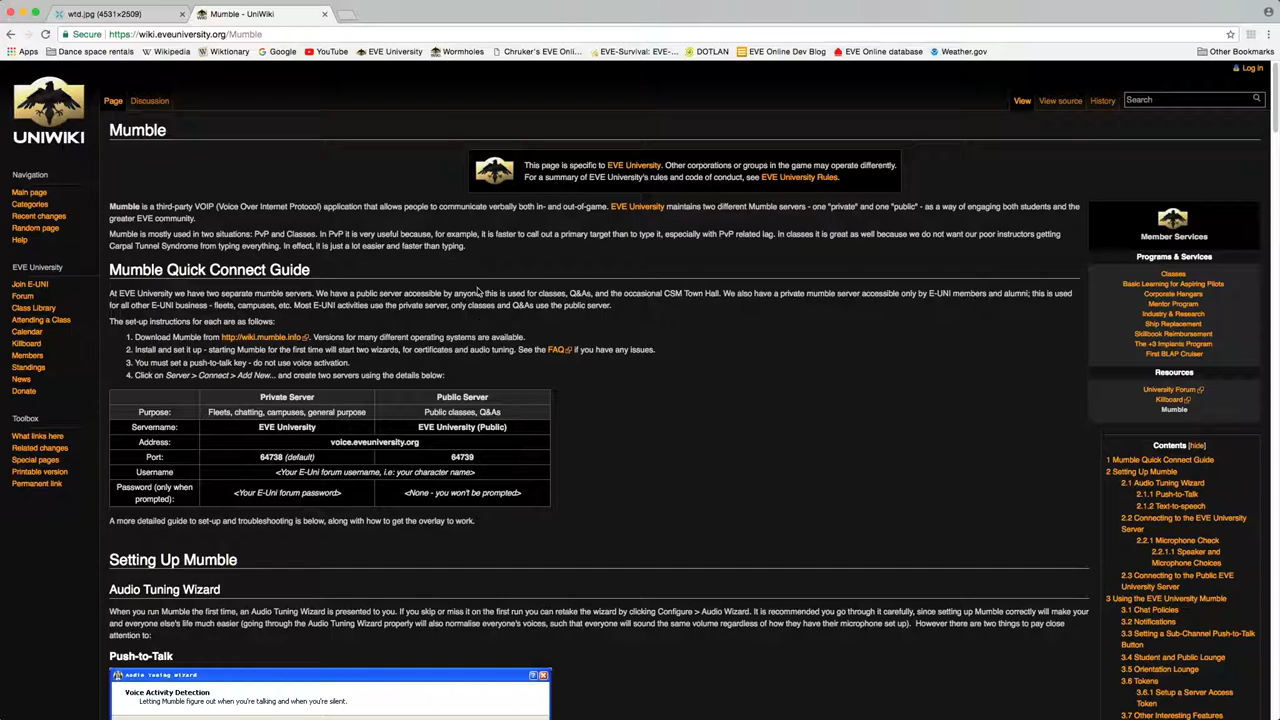 wtd.jpg (4531×2509)
Mumble - UniWiki
Secure
https://wiki.eveuniversity.org/Mumble
Apps
Dance space rentals
Wikipedia
Wiktionary
Google
YouTube
EVE University
Wormholes
Chruker's EVE Onli...
EVE-Survival: EVE-...
DOTLAN
EVE Online Dev Blog
EVE Online database
Weather.gov
Other Bookmarks
Log in
UNIWIKI
Page
Discussion
View
View source
History
Search
Navigation
Main page
Categories
Recent changes
Random page
Help
EVE University
Join E-UNI
Forum
Class Library
Attending a Class
Calendar
Killboard
Members
Standings
News
Donate
Toolbox
What links here
Related changes
Special pages
Printable version
Permanent link
Mumble
This page is specific to EVE University. Other corporations or groups in the game may operate differently.
For a summary of EVE University's rules and code of conduct, see EVE University Rules.
Mumble is a third-party VOIP (Voice Over Internet Protocol) application that allows people to communicate verbally both in- and out-of-game. EVE University maintains two different Mumble servers - one "private" and one "public" - as a way of engaging both students and the
greater EVE community.
Mumble is mostly used in two situations: PvP and Classes. In PvP it is very useful because, for example, it is faster to call out a primary target than to type it, especially with PvP related lag. In classes it is great as well because we do not want our poor instructors getting
Carpal Tunnel Syndrome from typing everything. In effect, it is just a lot easier and faster than typing.
Mumble Quick Connect Guide
At EVE University we have two separate mumble servers. We have a public server accessible by anyone, this is used for classes, Q&As, and the occasional CSM Town Hall. We also have a private mumble server accessible only by E-UNI members and alumni; this is used
for all other E-UNI business - fleets, campuses, etc. Most E-UNI activities use the private server, only classes and Q&As use the public server.
The set-up instructions for each are as follows:
1. Download Mumble from http://wiki.mumble.info. Versions for many different operating systems are available.
2. Install and set it up - starting Mumble for the first time will start two wizards, for certificates and audio tuning. See the FAQ if you have any issues.
3. You must set a push-to-talk key - do not use voice activation.
4. Click on Server > Connect > Add New... and create two servers using the details below:
Private Server
Public Server
Purpose:
Fleets, chatting, campuses, general purpose
Public classes, Q&As
Servername:
EVE University
EVE University (Public)
Address:
voice.eveuniversity.org
Port:
64738 (default)
64739
Username
<Your E-Uni forum username, i.e: your character name>
Password (only when
prompted):
<Your E-Uni forum password>
<None - you won't be prompted>
A more detailed guide to set-up and troubleshooting is below, along with how to get the overlay to work.
Setting Up Mumble
Audio Tuning Wizard
When you run Mumble the first time, an Audio Tuning Wizard is presented to you. If you skip or miss it on the first run you can retake the wizard by clicking Configure > Audio Wizard. It is recommended you go through it carefully, since setting up Mumble correctly will make your
and everyone else's life much easier (going through the Audio Tuning Wizard properly will also normalise everyone's voices, such that everyone will sound the same volume regardless of how they have their microphone set up). However there are two things to pay close
attention to:
Push-to-Talk
Audio Tuning Wizard
Voice Activity Detection
Letting Mumble figure out when you're talking and when you're silent.
Member Services
Programs & Services
Classes
Basic Learning for Aspiring Pilots
Corporate Hangars
Mentor Program
Industry & Research
Ship Replacement
Skillbook Reimbursement
The +3 Implants Program
First BLAP Cruiser
Resources
University Forum
Killboard
Mumble
Contents [hide]
1 Mumble Quick Connect Guide
2 Setting Up Mumble
2.1 Audio Tuning Wizard
2.1.1 Push-to-Talk
2.1.2 Text-to-speech
2.2 Connecting to the EVE University
Server
2.2.1 Microphone Check
2.2.1.1 Speaker and
Microphone Choices
2.3 Connecting to the Public EVE
University Server
3 Using the EVE University Mumble
3.1 Chat Policies
3.2 Notifications
3.3 Setting a Sub-Channel Push-to-Talk
Button
3.4 Student and Public Lounge
3.5 Orientation Lounge
3.6 Tokens
3.6.1 Setup a Server Access
Token
3.7 Other Interesting Features